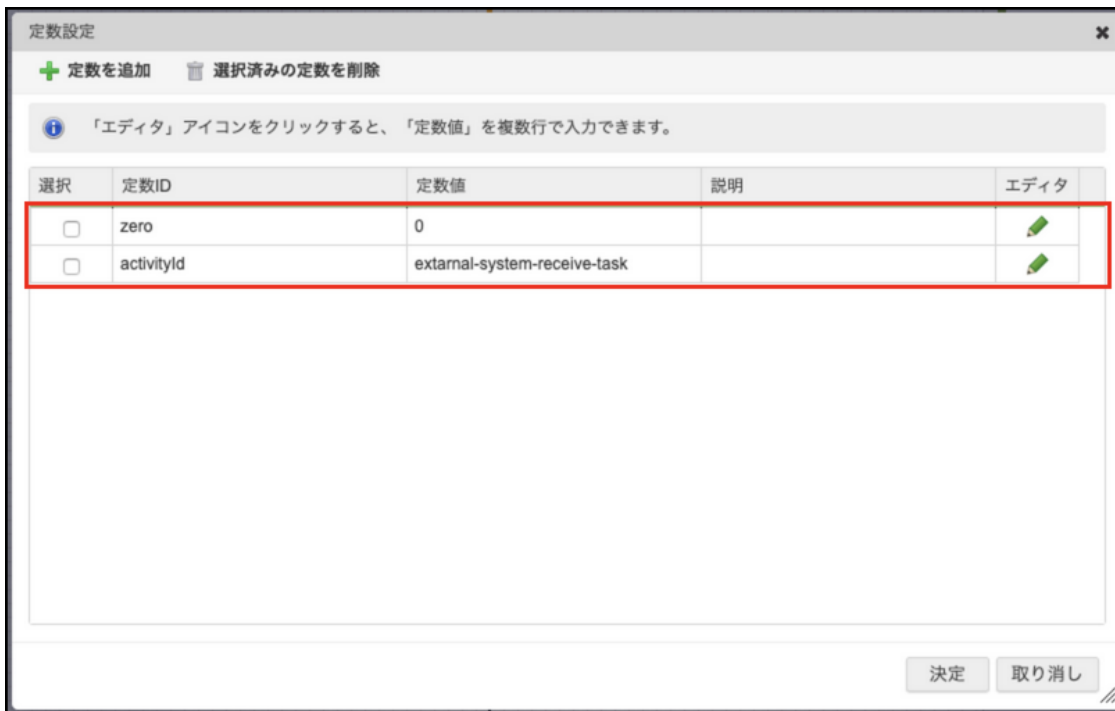 定数設定
定数を追加 選択済みの定数を削除
「エディタ」アイコンをクリックすると、「定数値」を複数行で入力できます。
選択 定数ID 定数値 説明 エディタ
zero 0
activityId extarnal-system-receive-task
決定 取り消し